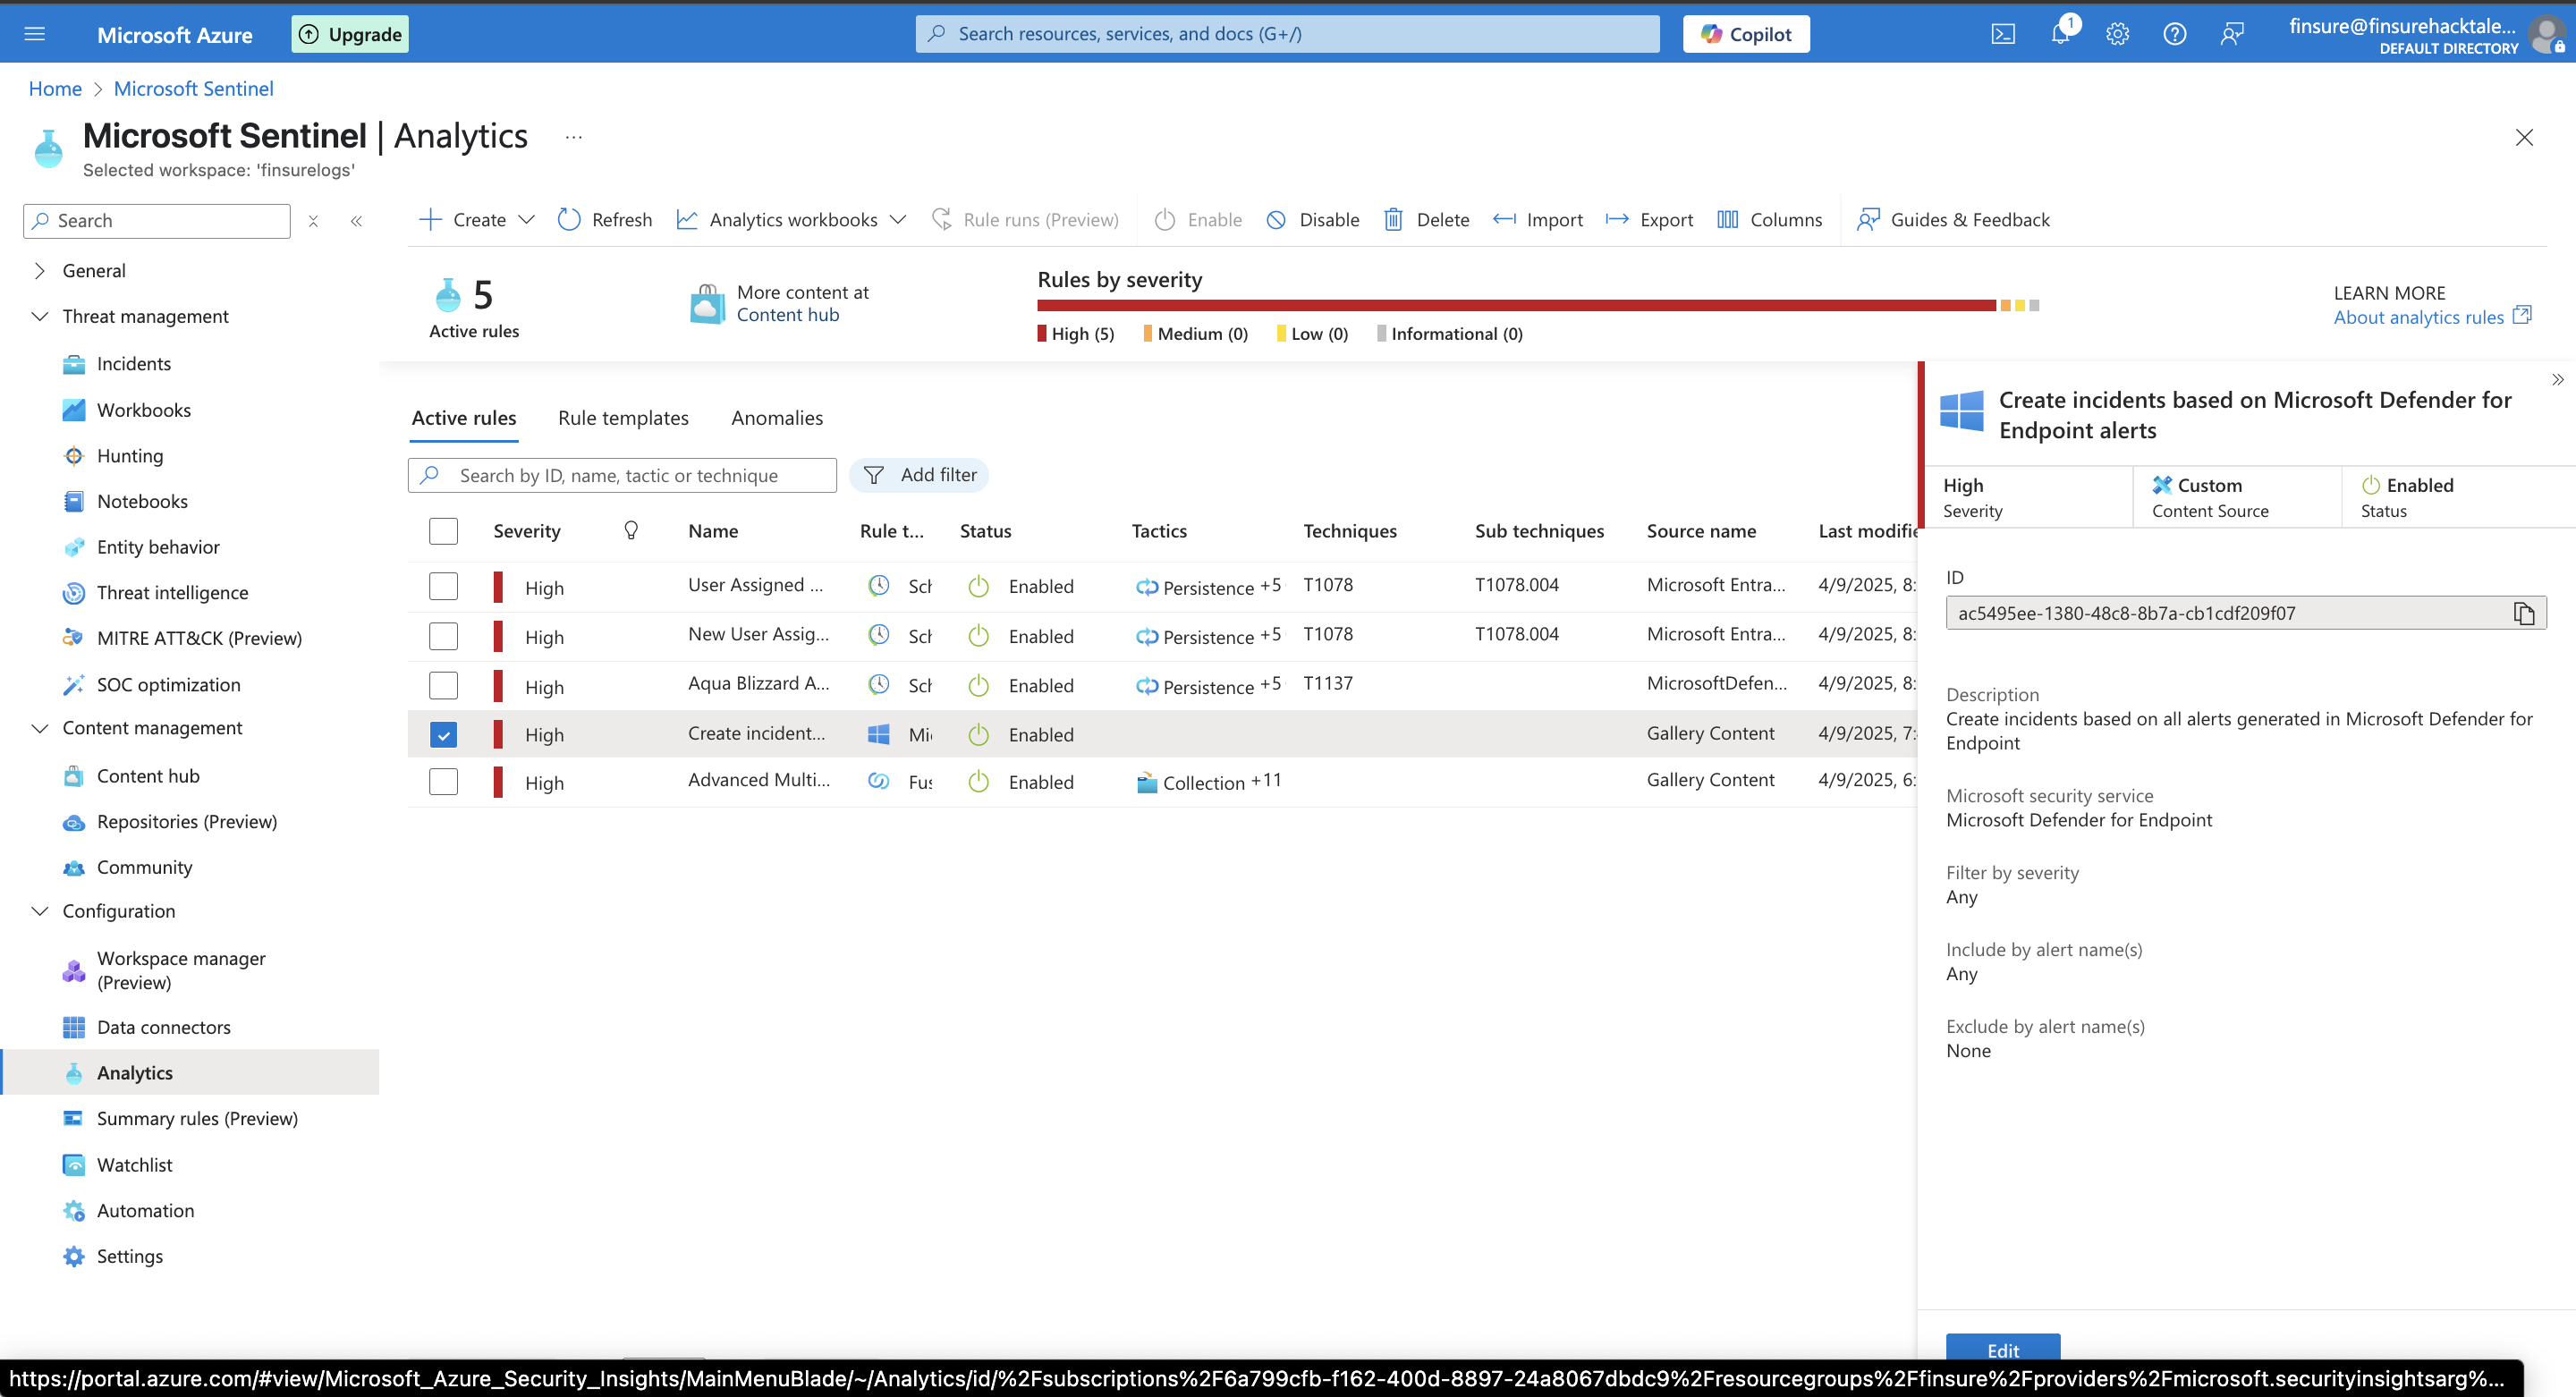 Microsoft Azure
Upgrade
Search resources, services, and docs (G+/)
Copilot
1
finsure@finsurehacktale...
DEFAULT DIRECTORY
Home > Microsoft Sentinel
Microsoft Sentinel | Analytics ...
Selected workspace: 'finsurelogs'
Search
General
Threat management
Incidents
Workbooks
Hunting
Notebooks
Entity behavior
Threat intelligence
MITRE ATT&CK (Preview)
SOC optimization
Content management
Content hub
Repositories (Preview)
Community
Configuration
Workspace manager
(Preview)
Data connectors
Analytics
Summary rules (Preview)
Watchlist
Automation
Settings
Create Refresh Analytics workbooks Rule runs (Preview) Enable Disable Delete Import Export Columns Guides & Feedback
5
Active rules
More content at
Content hub
Rules by severity
High (5) Medium (0) Low (0) Informational (0)
LEARN MORE
About analytics rules
Active rules Rule templates Anomalies
Search by ID, name, tactic or technique
Add filter
Severity Name Rule t... Status Tactics Techniques Sub techniques Source name Last modifie
High User Assigned ... Sch Enabled Persistence +5 T1078 T1078.004 Microsoft Entra... 4/9/2025, 8:
High New User Assig... Sch Enabled Persistence +5 T1078 T1078.004 Microsoft Entra... 4/9/2025, 8:
High Aqua Blizzard A... Sch Enabled Persistence +5 T1137 MicrosoftDefen... 4/9/2025, 8:
High Create incident... Mic Enabled Gallery Content 4/9/2025, 7:
High Advanced Multi... Fus Enabled Collection +11 Gallery Content 4/9/2025, 6:
Create incidents based on Microsoft Defender for
Endpoint alerts
High
Severity
Custom
Content Source
Enabled
Status
ID
ac5495ee-1380-48c8-8b7a-cb1cdf209f07
Description
Create incidents based on all alerts generated in Microsoft Defender for
Endpoint
Microsoft security service
Microsoft Defender for Endpoint
Filter by severity
Any
Include by alert name(s)
Any
Exclude by alert name(s)
None
Edit
https://portal.azure.com/#view/Microsoft_Azure_Security_Insights/MainMenuBlade/~/Analytics/id/%2Fsubscriptions%2F6a799cfb-f162-400d-8897-24a8067dbdc9%2Fresourcegroups%2Ffinsure%2Fproviders%2Fmicrosoft.securityinsightsarg%...